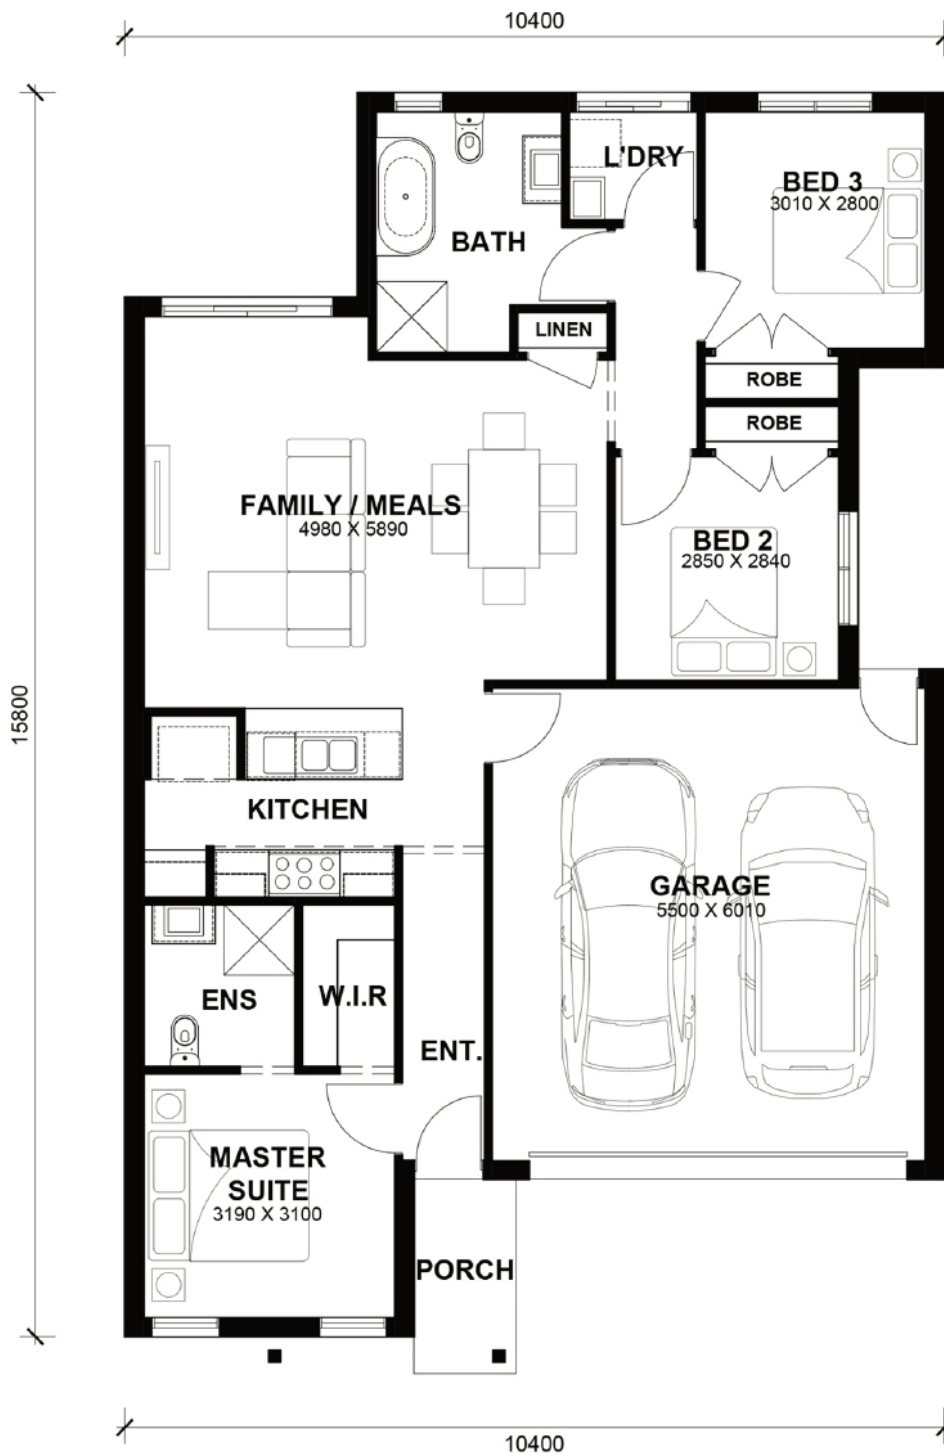 10400
L'DRY
BED 3
3010 X 2800
BATH
LINEN
ROBE
ROBE
FAMILY / MEALS
4980 X 5890
BED 2
2850 X 2840
15800
KITCHEN
GARAGE
5500 X 6010
ENS
W.I.R
ENT.
MASTER
SUITE
3190 X 3100
PORCH
10400